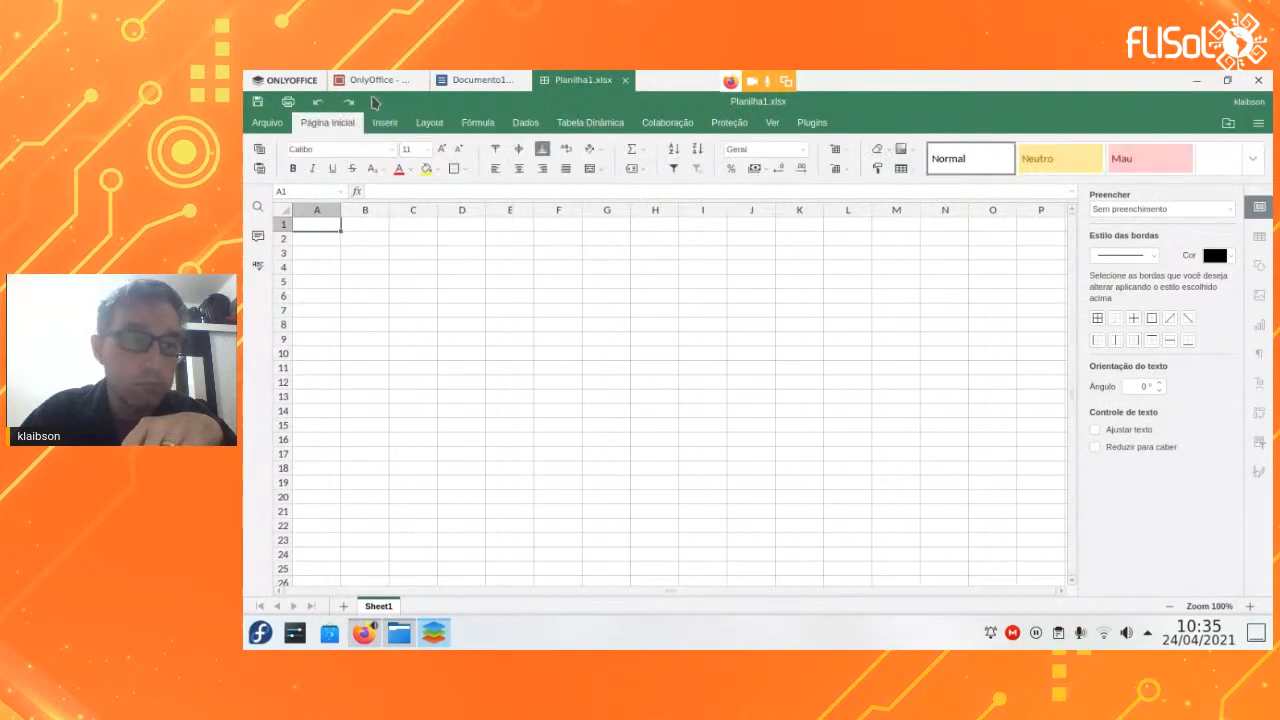 FLISoL
ONLYOFFICE
OnlyOffice - ...
Documento1...
Planilha1.xlsx
Planilha1.xlsx
klaibson
Arquivo
Página Inicial
Inserir
Layout
Fórmula
Dados
Tabela Dinâmica
Colaboração
Proteção
Ver
Plugins
Calibri
11
Geral
Normal
Neutro
Mau
A1
fx
Preencher
Sem preenchimento
Estilo das bordas
Cor
Selecione as bordas que você deseja
alterar aplicando o estilo escolhido
acima
Orientação do texto
Ângulo
0 °
Controle de texto
Ajustar texto
Reduzir para caber
A B C D E F G H I J K L M N O P
1
2
3
4
5
6
7
8
9
10
11
12
13
14
15
16
17
18
19
20
21
22
23
24
25
26
klaibson
Sheet1
Zoom 100%
10:35
24/04/2021